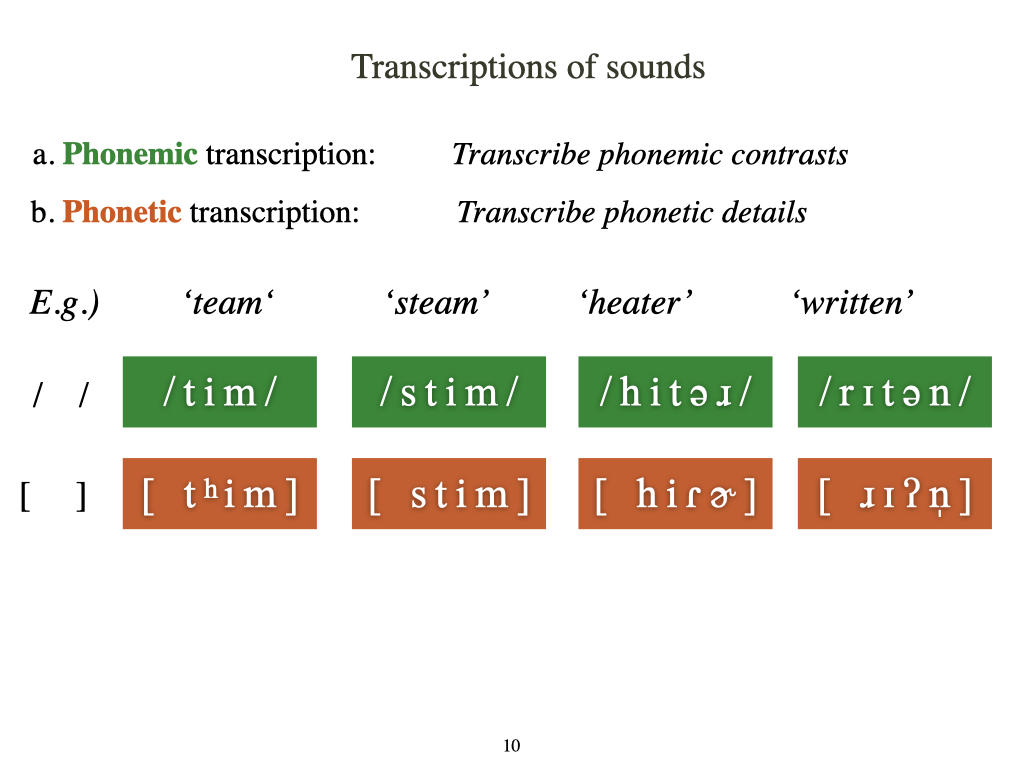 Transcriptions of sounds
a. Phonemic transcription: Transcribe phonemic contrasts
b. Phonetic transcription: Transcribe phonetic details
E.g.) ‘team‘ ‘steam’ ‘heater’ ‘written’
/ / /tim/ /stim/ /hitəɹ/ /rɪtən/
[ ] [ tʰim] [ stim] [ hiɾɚ] [ ɹɪʔn̩]
10